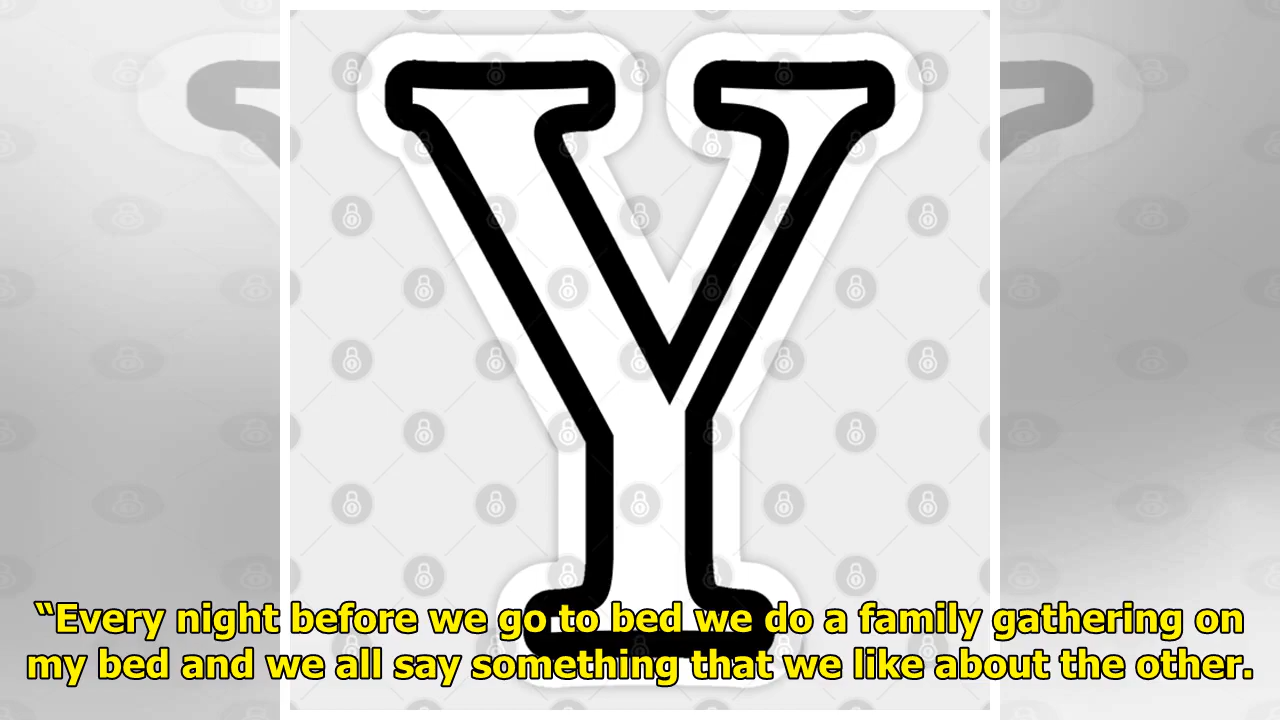 Y
“Every night before we go to bed we do a family gathering on
my bed and we all say something that we like about the other.